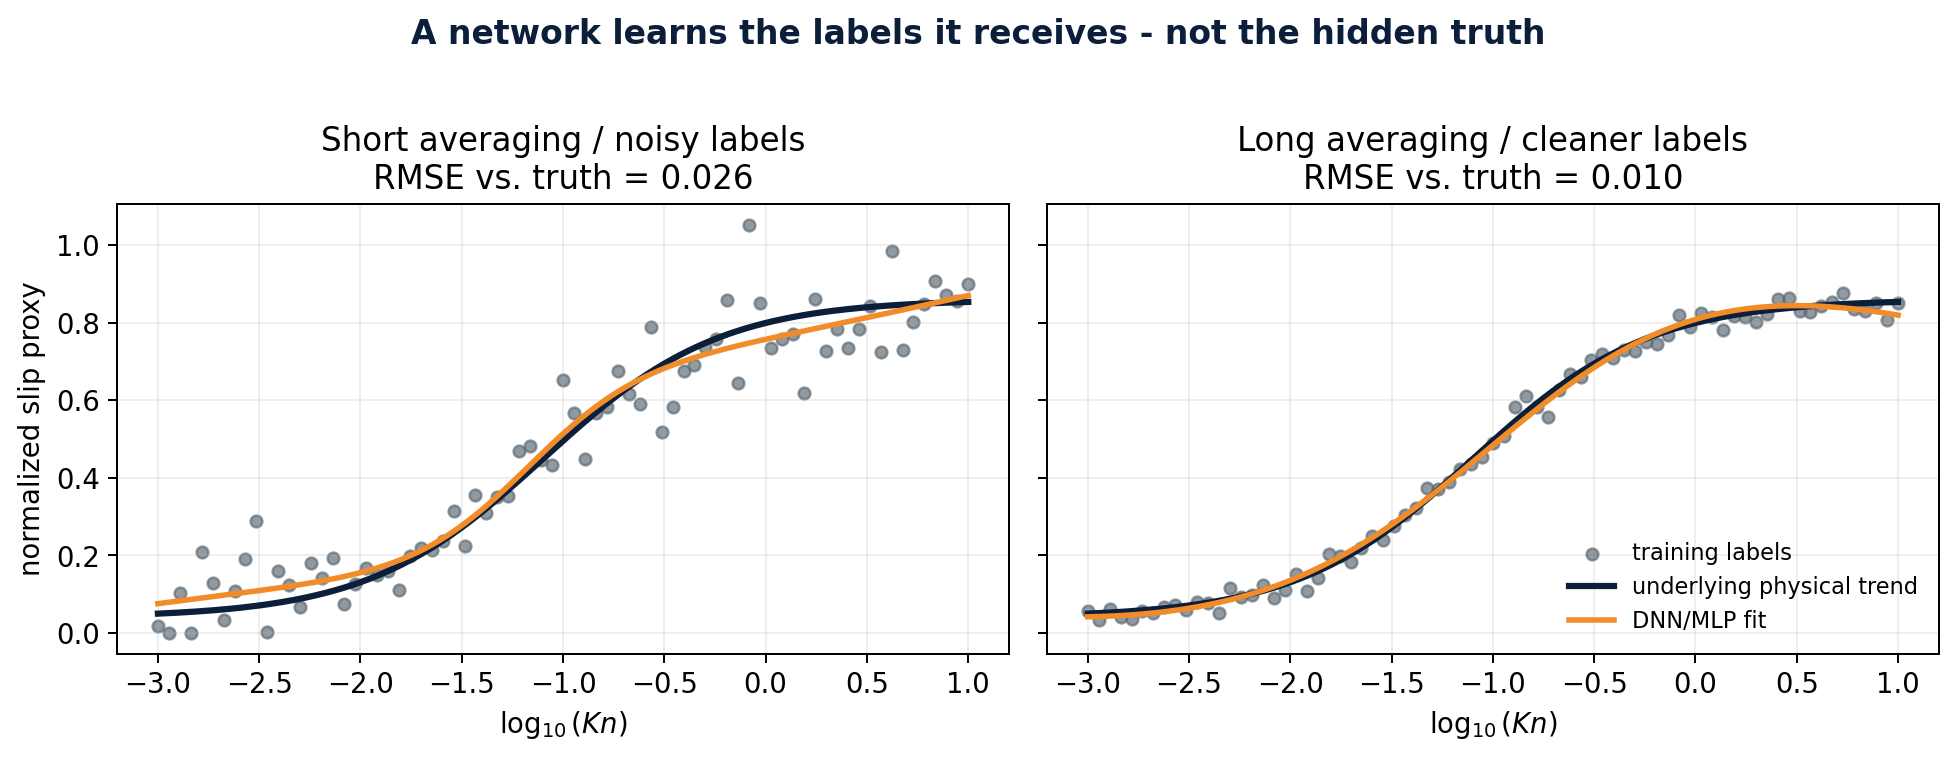 A network learns the labels it receives - not the hidden truth
Short averaging / noisy labels
RMSE vs. truth = 0.026
Long averaging / cleaner labels
RMSE vs. truth = 0.010
normalized slip proxy
1.0
0.8
0.6
0.4
0.2
0.0
−3.0 −2.5 −2.0 −1.5 −1.0 −0.5 0.0 0.5 1.0
log₁₀(Kn)
training labels
underlying physical trend
DNN/MLP fit
−3.0 −2.5 −2.0 −1.5 −1.0 −0.5 0.0 0.5 1.0
log₁₀(Kn)